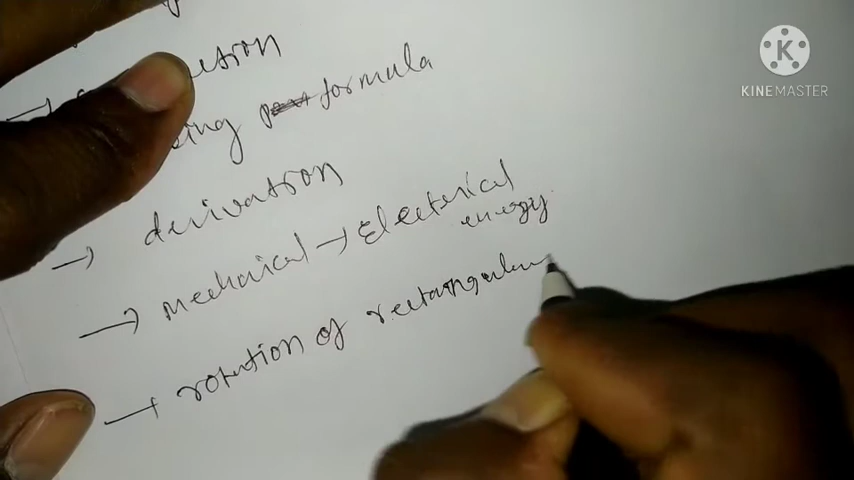 formula
→ derivation
→ Mechanical → Electrical
energy
→ rotation of rectangular
KINEMASTER